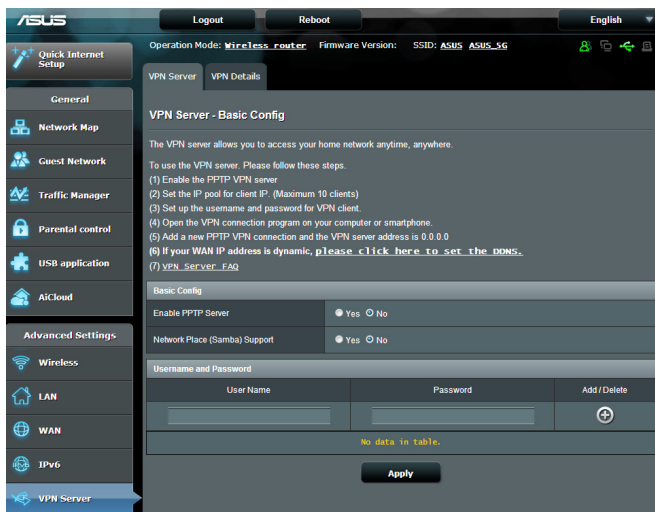 ASUS Logout Reboot English
Quick Internet Setup
Operation Mode: Wireless router Firmware Version: SSID: ASUS ASUS_5G
VPN Server VPN Details
General
Network Map
Guest Network
Traffic Manager
Parental control
USB application
AiCloud
Advanced Settings
Wireless
LAN
WAN
IPv6
VPN Server
VPN Server - Basic Config
The VPN server allows you to access your home network anytime, anywhere.
To use the VPN server. Please follow these steps.
(1) Enable the PPTP VPN server
(2) Set the IP pool for client IP. (Maximum 10 clients)
(3) Set up the username and password for VPN client.
(4) Open the VPN connection program on your computer or smartphone.
(5) Add a new PPTP VPN connection and the VPN server address is 0.0.0.0
(6) If your WAN IP address is dynamic, please click here to set the DDNS.
(7) VPN Server FAQ
Basic Config
Enable PPTP Server Yes No
Network Place (Samba) Support Yes No
Username and Password
User Name Password Add / Delete
No data in table.
Apply